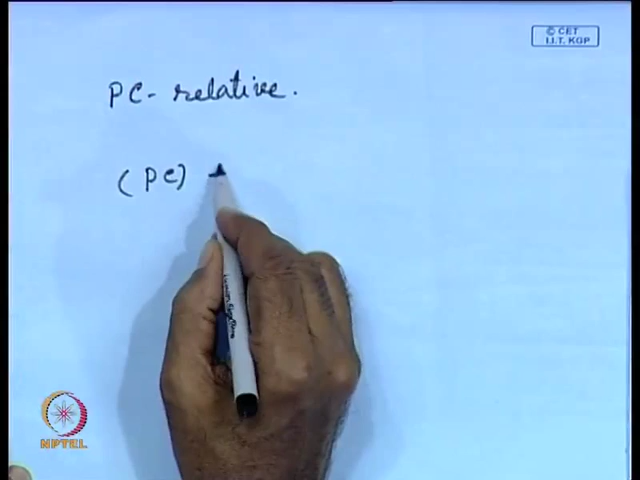 © CET
I.I.T. KGP
PC- relative.
(PC)
NPTEL